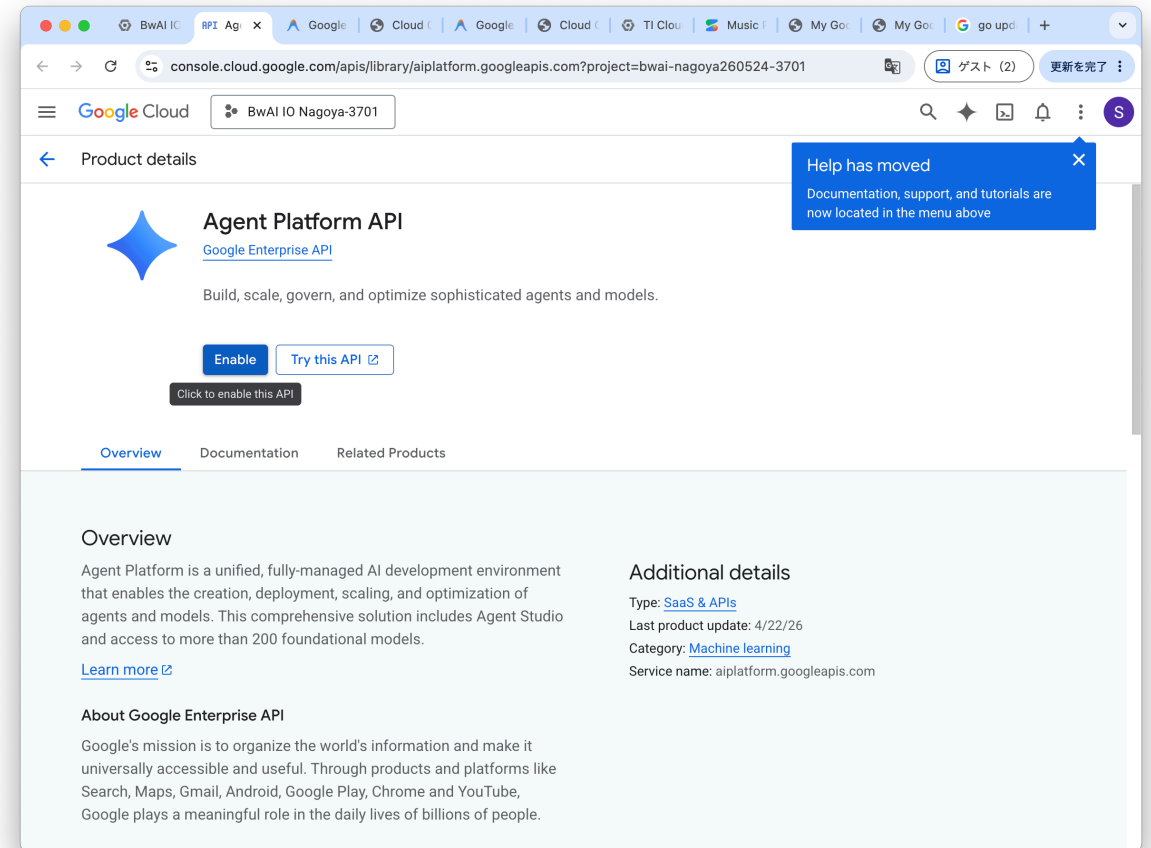 BwAI IO
API Age
Google
Cloud C
Google
Cloud C
TI Clou
Music F
My Goo
My Goo
go upd
console.cloud.google.com/apis/library/aiplatform.googleapis.com?project=bwai-nagoya260524-3701
ゲスト (2)
更新を完了
Google Cloud
BwAI IO Nagoya-3701
S
Product details
Help has moved
Documentation, support, and tutorials are
now located in the menu above
Agent Platform API
Google Enterprise API
Build, scale, govern, and optimize sophisticated agents and models.
Enable
Try this API
Click to enable this API
Overview
Documentation
Related Products
Overview
Agent Platform is a unified, fully-managed AI development environment
that enables the creation, deployment, scaling, and optimization of
agents and models. This comprehensive solution includes Agent Studio
and access to more than 200 foundational models.
Learn more
About Google Enterprise API
Google's mission is to organize the world's information and make it
universally accessible and useful. Through products and platforms like
Search, Maps, Gmail, Android, Google Play, Chrome and YouTube,
Google plays a meaningful role in the daily lives of billions of people.
Additional details
Type: SaaS & APIs
Last product update: 4/22/26
Category: Machine learning
Service name: aiplatform.googleapis.com